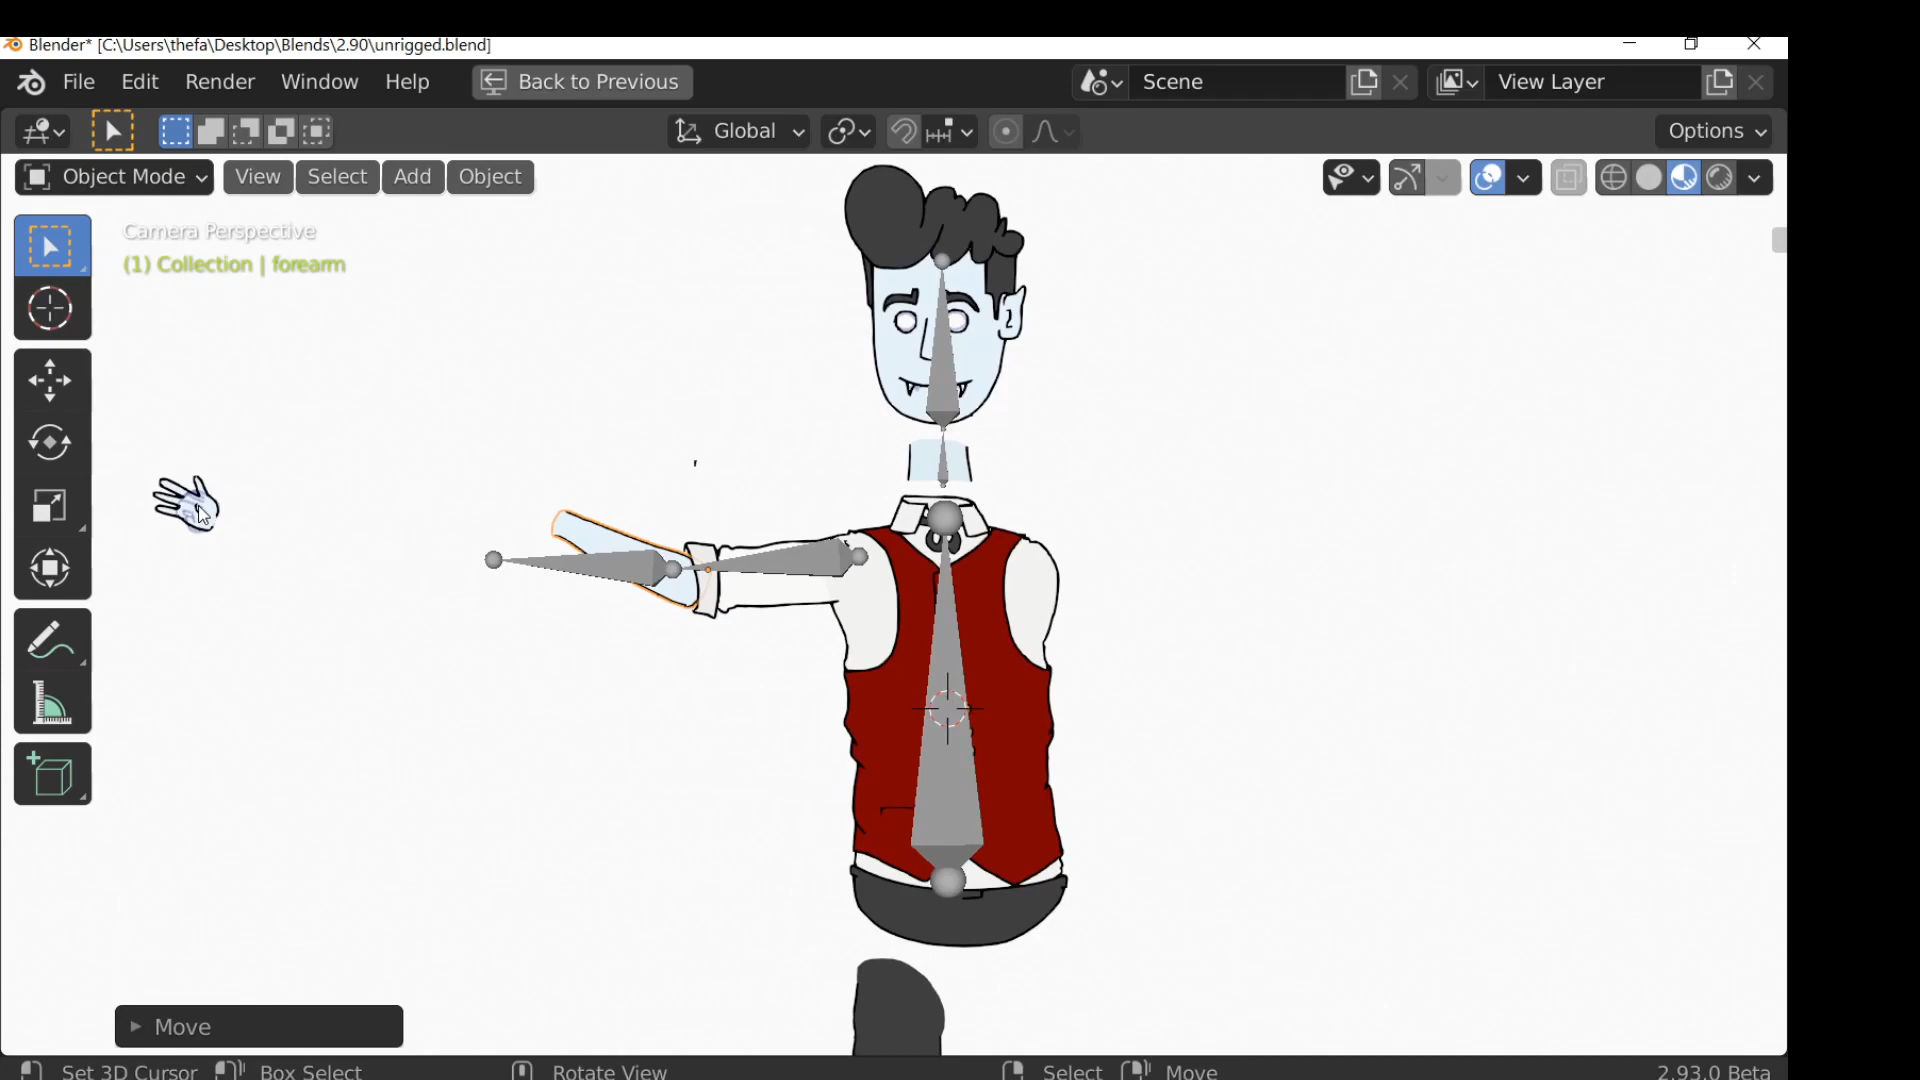 Blender* [C:\Users\thefa\Desktop\Blends\2.90\unrigged.blend]
File Edit Render Window Help Back to Previous Scene View Layer
Global Options
Object Mode View Select Add Object
Camera Perspective
(1) Collection | forearm
Move
Set 3D Cursor Box Select Rotate View Select Move 2.93.0 Beta